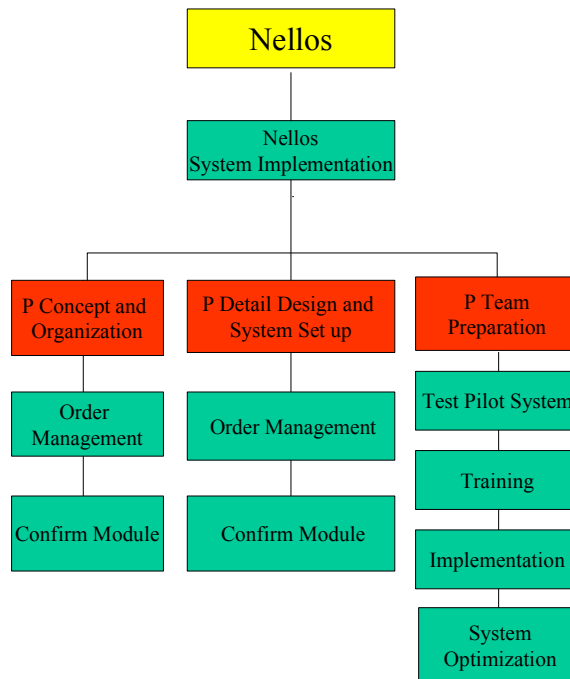 Nellos
Nellos
System Implementation
P Concept and
Organization
P Detail Design and
System Set up
P Team
Preparation
Order
Management
Order Management
Test Pilot System
Confirm Module
Confirm Module
Training
Implementation
System
Optimization